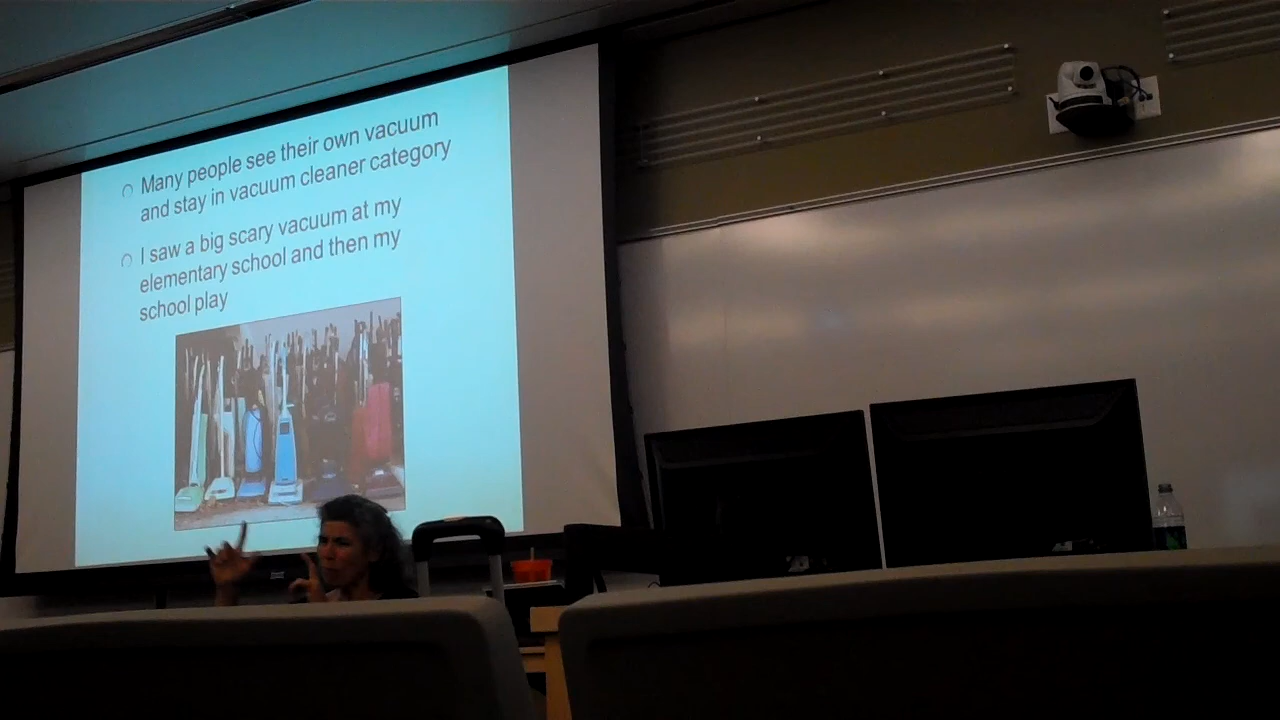 Many people see their own vacuum
and stay in vacuum cleaner category
I saw a big scary vacuum at my
elementary school and then my
school play